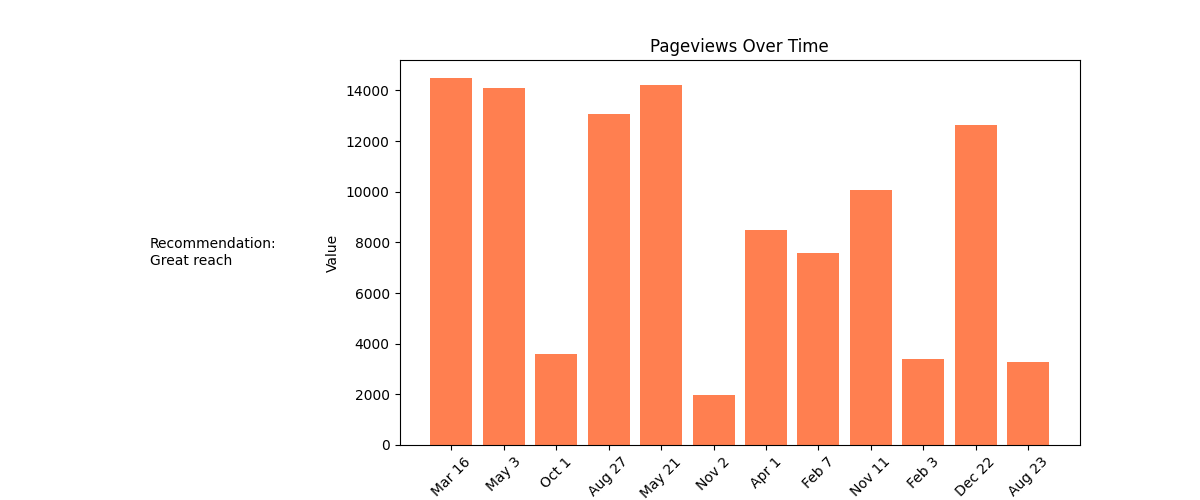 Pageviews Over Time
Recommendation:
Great reach
Value
14000
12000
10000
8000
6000
4000
2000
0
Mar 16
May 3
Oct 1
Aug 27
May 21
Nov 2
Apr 1
Feb 7
Nov 11
Feb 3
Dec 22
Aug 23